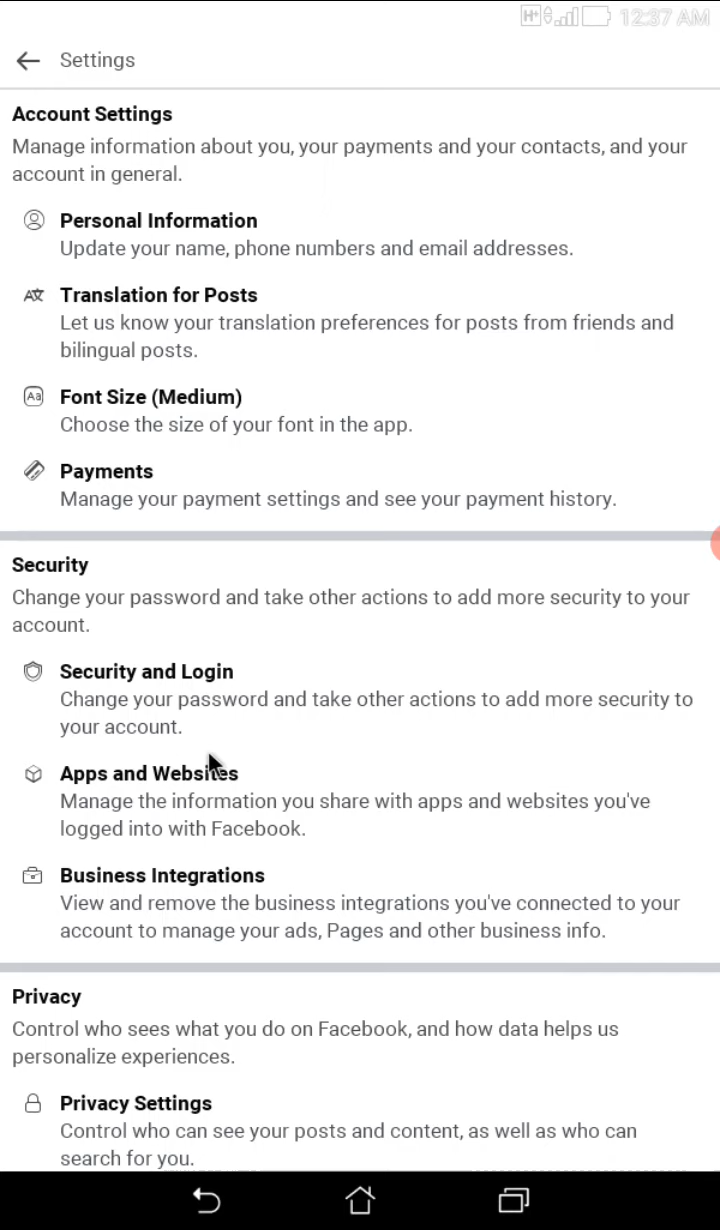 H+ 12:37 AM
Settings
Account Settings
Manage information about you, your payments and your contacts, and your
account in general.
Personal Information
Update your name, phone numbers and email addresses.
Translation for Posts
Let us know your translation preferences for posts from friends and
bilingual posts.
Aa Font Size (Medium)
Choose the size of your font in the app.
Payments
Manage your payment settings and see your payment history.
Security
Change your password and take other actions to add more security to your
account.
Security and Login
Change your password and take other actions to add more security to
your account.
Apps and Websites
Manage the information you share with apps and websites you've
logged into with Facebook.
Business Integrations
View and remove the business integrations you've connected to your
account to manage your ads, Pages and other business info.
Privacy
Control who sees what you do on Facebook, and how data helps us
personalize experiences.
Privacy Settings
Control who can see your posts and content, as well as who can
search for you.